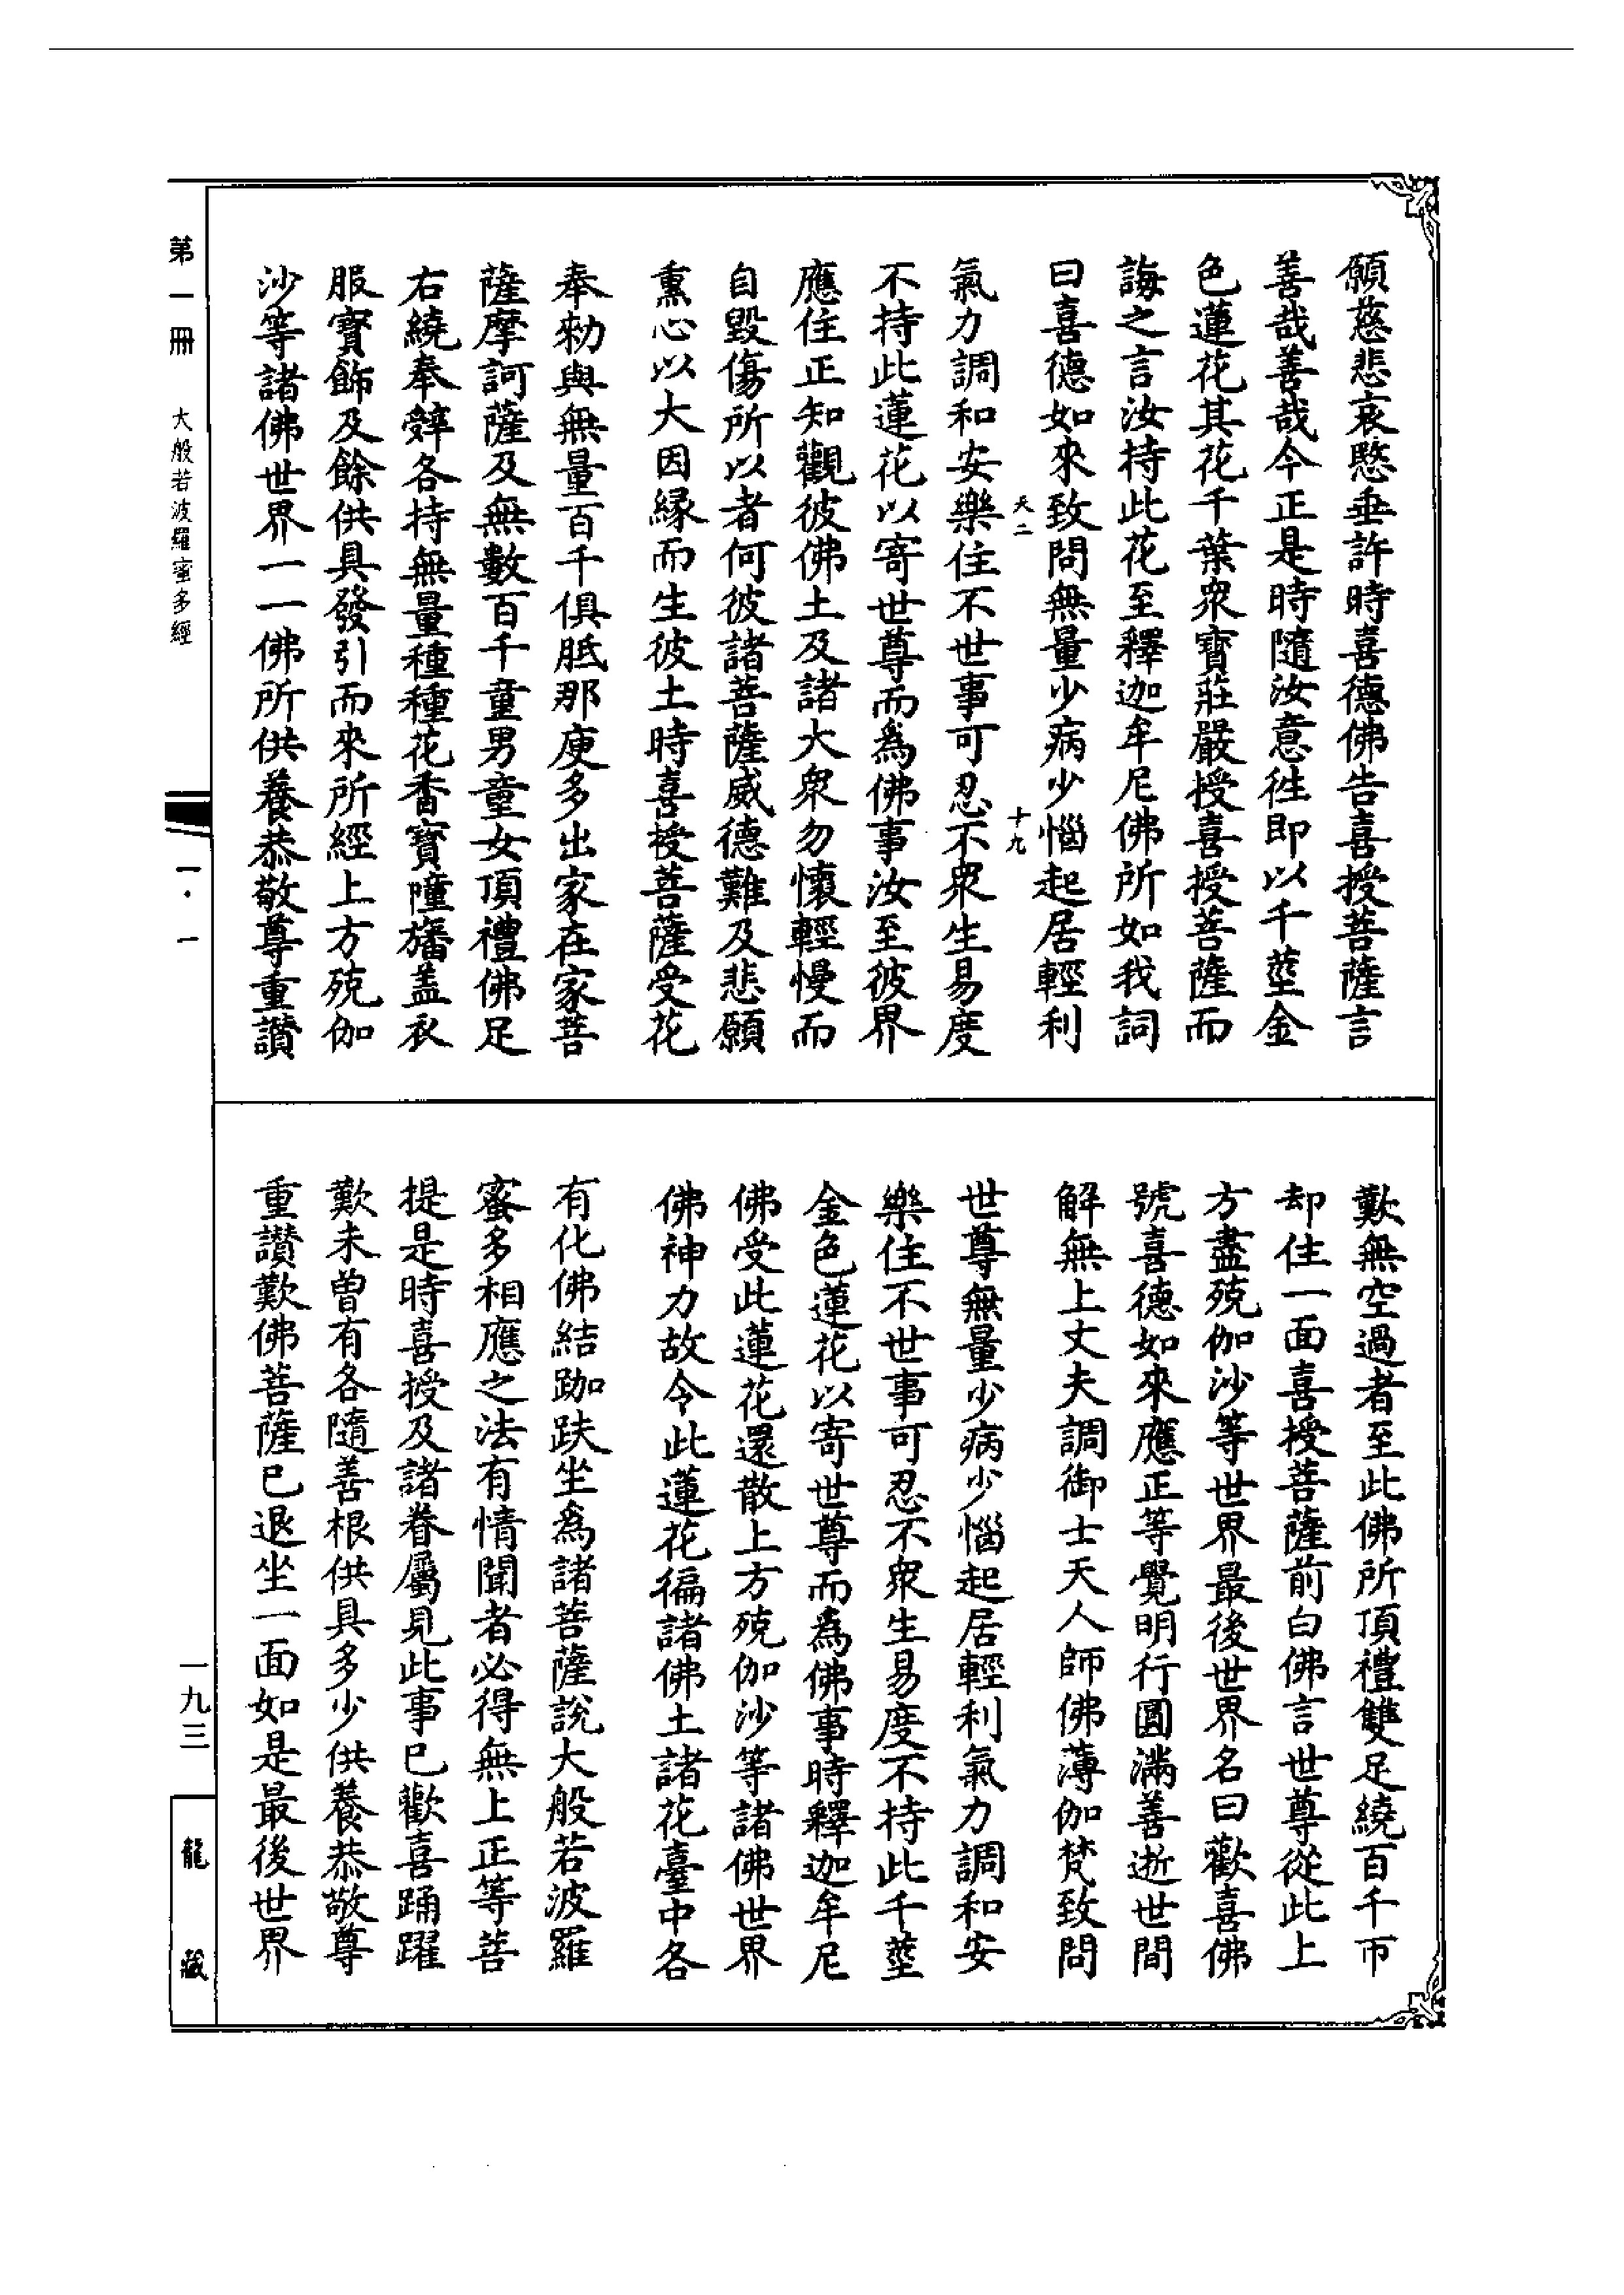 願慈悲哀愍垂許時喜德佛告喜授菩薩言
善哉善哉今正是時隨汝意徃即以千莖金
色蓮花其花千葉衆寶莊嚴授喜授菩薩而
誨之言汝持此花至釋迦牟尼佛所如我詞
曰喜德如來致問無量少病少惱起居輕利
天二 十九
氣力調和安樂住不世事可忍不衆生易度
不持此蓮花以寄世尊而爲佛事汝至彼界
應住正知觀彼佛土及諸大衆勿懷輕慢而
自毀傷所以者何彼諸菩薩威德難及悲願
熏心以大因緣而生彼土時喜授菩薩受花
奉勑與無量百千俱胝那庾多出家在家菩
薩摩訶薩及無數百千童男童女頂禮佛足
右繞奉辤各持無量種種花香寶幢旛盖衣
服寶飾及餘供具發引而來所經上方殑伽
沙等諸佛世界一一佛所供養恭敬尊重讚
歎無空過者至此佛所頂禮雙足繞百千帀
却住一面喜授菩薩前白佛言世尊從此上
方盡殑伽沙等世界最後世界名曰歡喜佛
號喜德如來應正等覺明行圓滿善逝世間
解無上丈夫調御士天人師佛薄伽梵致問
世尊無量少病少惱起居輕利氣力調和安
樂住不世事可忍不衆生易度不持此千莖
金色蓮花以寄世尊而爲佛事時釋迦牟尼
佛受此蓮花還散上方殑伽沙等諸佛世界
佛神力故令此蓮花徧諸佛土諸花臺中各
有化佛結跏趺坐爲諸菩薩說大般若波羅
蜜多相應之法有情聞者必得無上正等菩
提是時喜授及諸眷屬見此事已歡喜踊躍
歎未曾有各隨善根供具多少供養恭敬尊
重讚歎佛菩薩已退坐一面如是最後世界
第一冊 大般若波羅蜜多經
一·一
一九三
龍藏